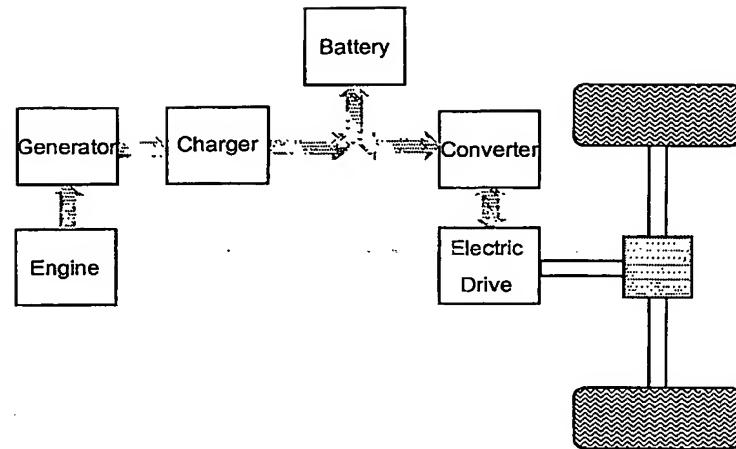 Battery
Generator
Charger
Converter
Engine
Electric
Drive